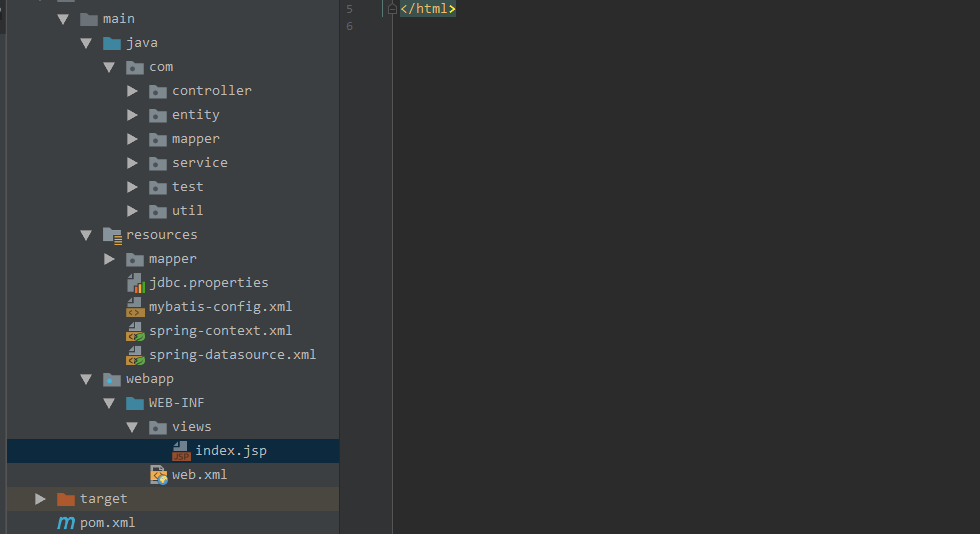 main
java
com
controller
entity
mapper
service
test
util
resources
mapper
jdbc.properties
mybatis-config.xml
spring-context.xml
spring-datasource.xml
webapp
WEB-INF
views
index.jsp
web.xml
target
pom.xml
5 </html>
6